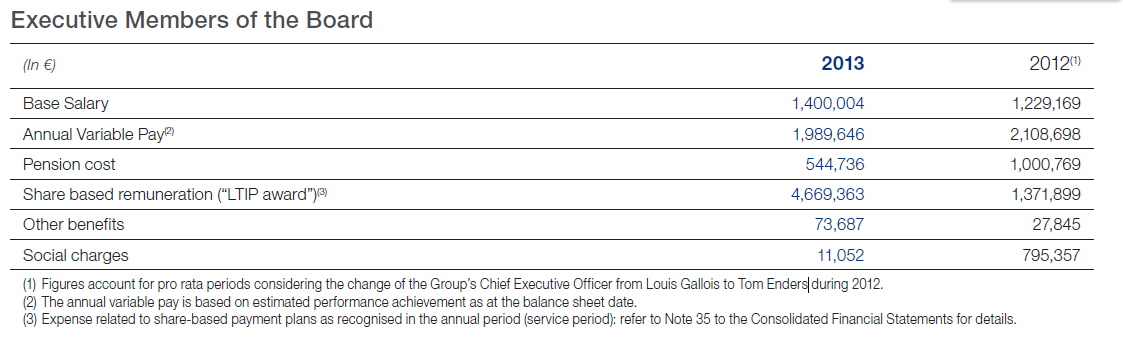 Executive Members of the Board
(In €) 2013 2012(1)
Base Salary 1,400,004 1,229,169
Annual Variable Pay(2) 1,989,646 2,108,698
Pension cost 544,736 1,000,769
Share based remuneration (“LTIP award”)(3) 4,669,363 1,371,899
Other benefits 73,687 27,845
Social charges 11,052 795,357
(1) Figures account for pro rata periods considering the change of the Group’s Chief Executive Officer from Louis Gallois to Tom Enders during 2012.
(2) The annual variable pay is based on estimated performance achievement as at the balance sheet date.
(3) Expense related to share-based payment plans as recognised in the annual period (service period): refer to Note 35 to the Consolidated Financial Statements for details.